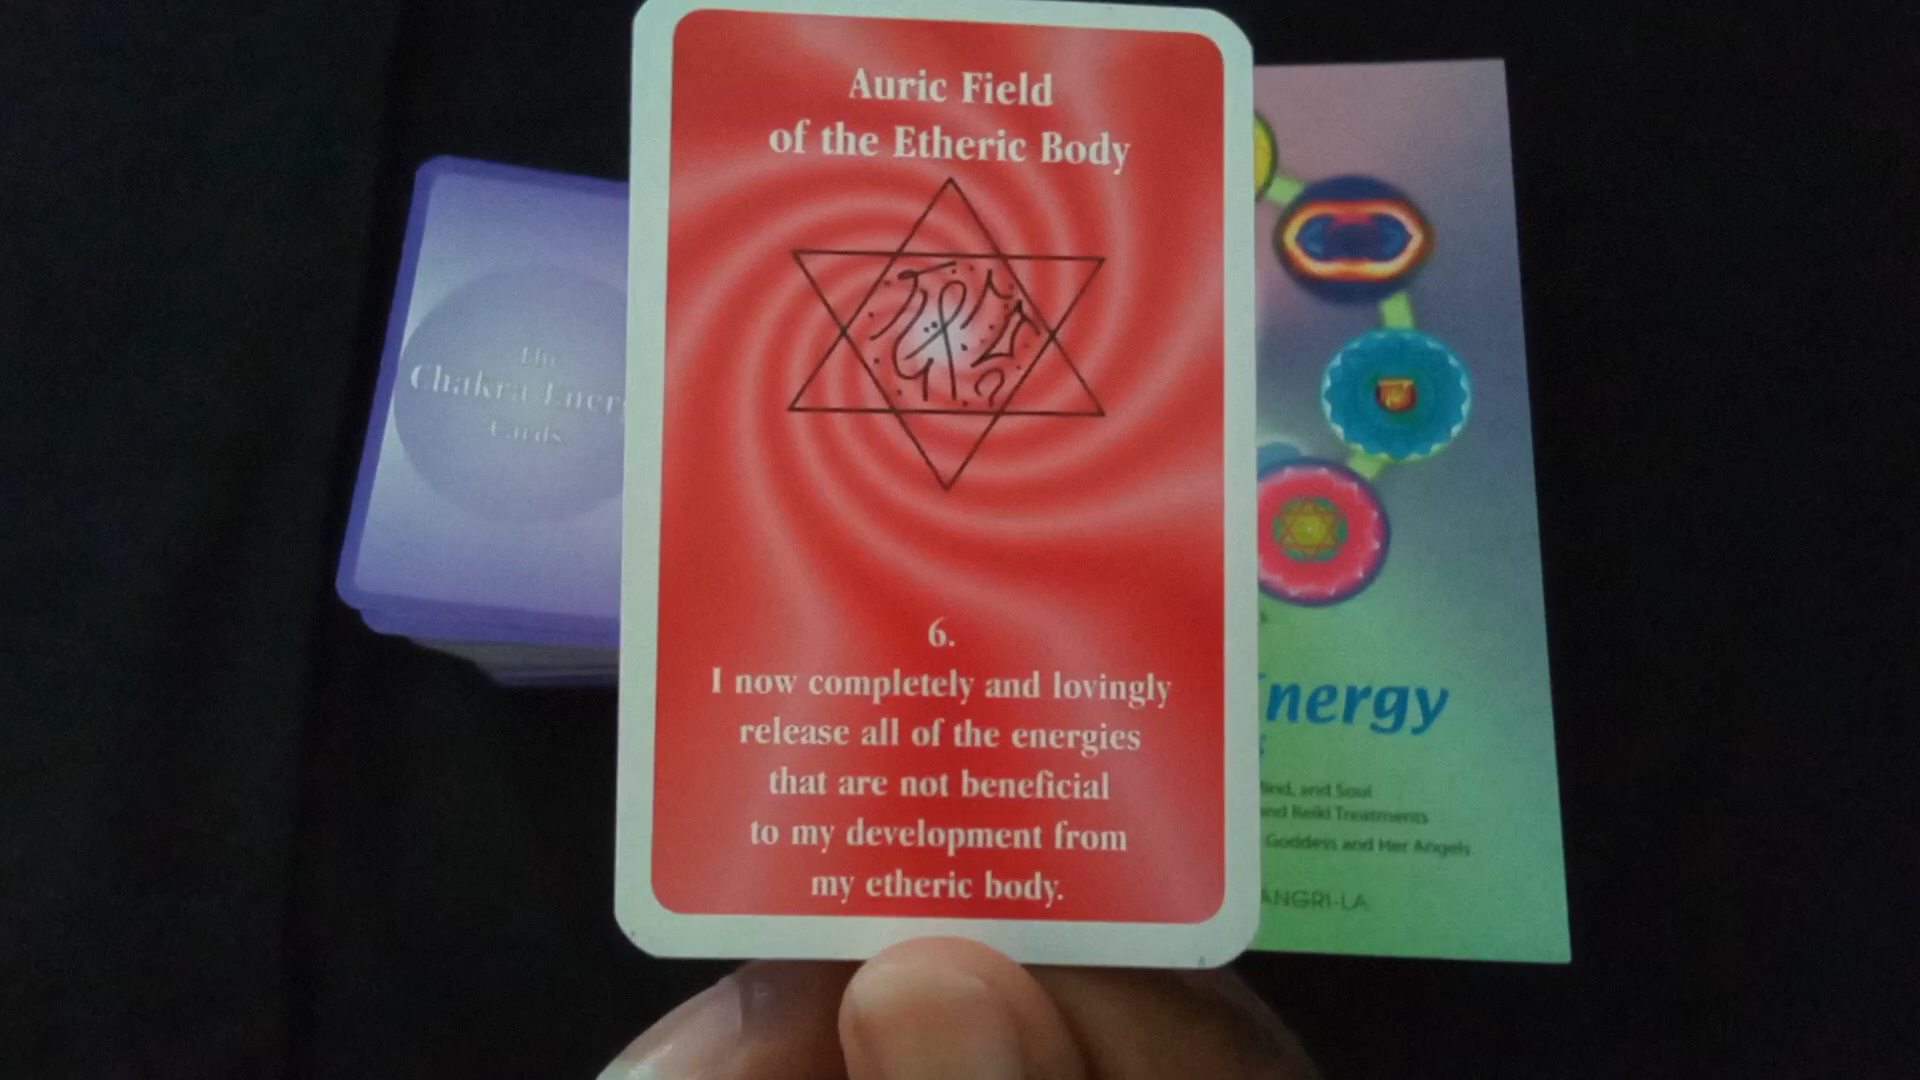 Auric Field
of the Etheric Body
6.
I now completely and lovingly
release all of the energies
that are not beneficial
to my development from
my etheric body.
The
Chakra Ener
Cards
nergy
ind, and Soul
and Reiki Treatments
Goddess and Her Angels
ANGRI-LA